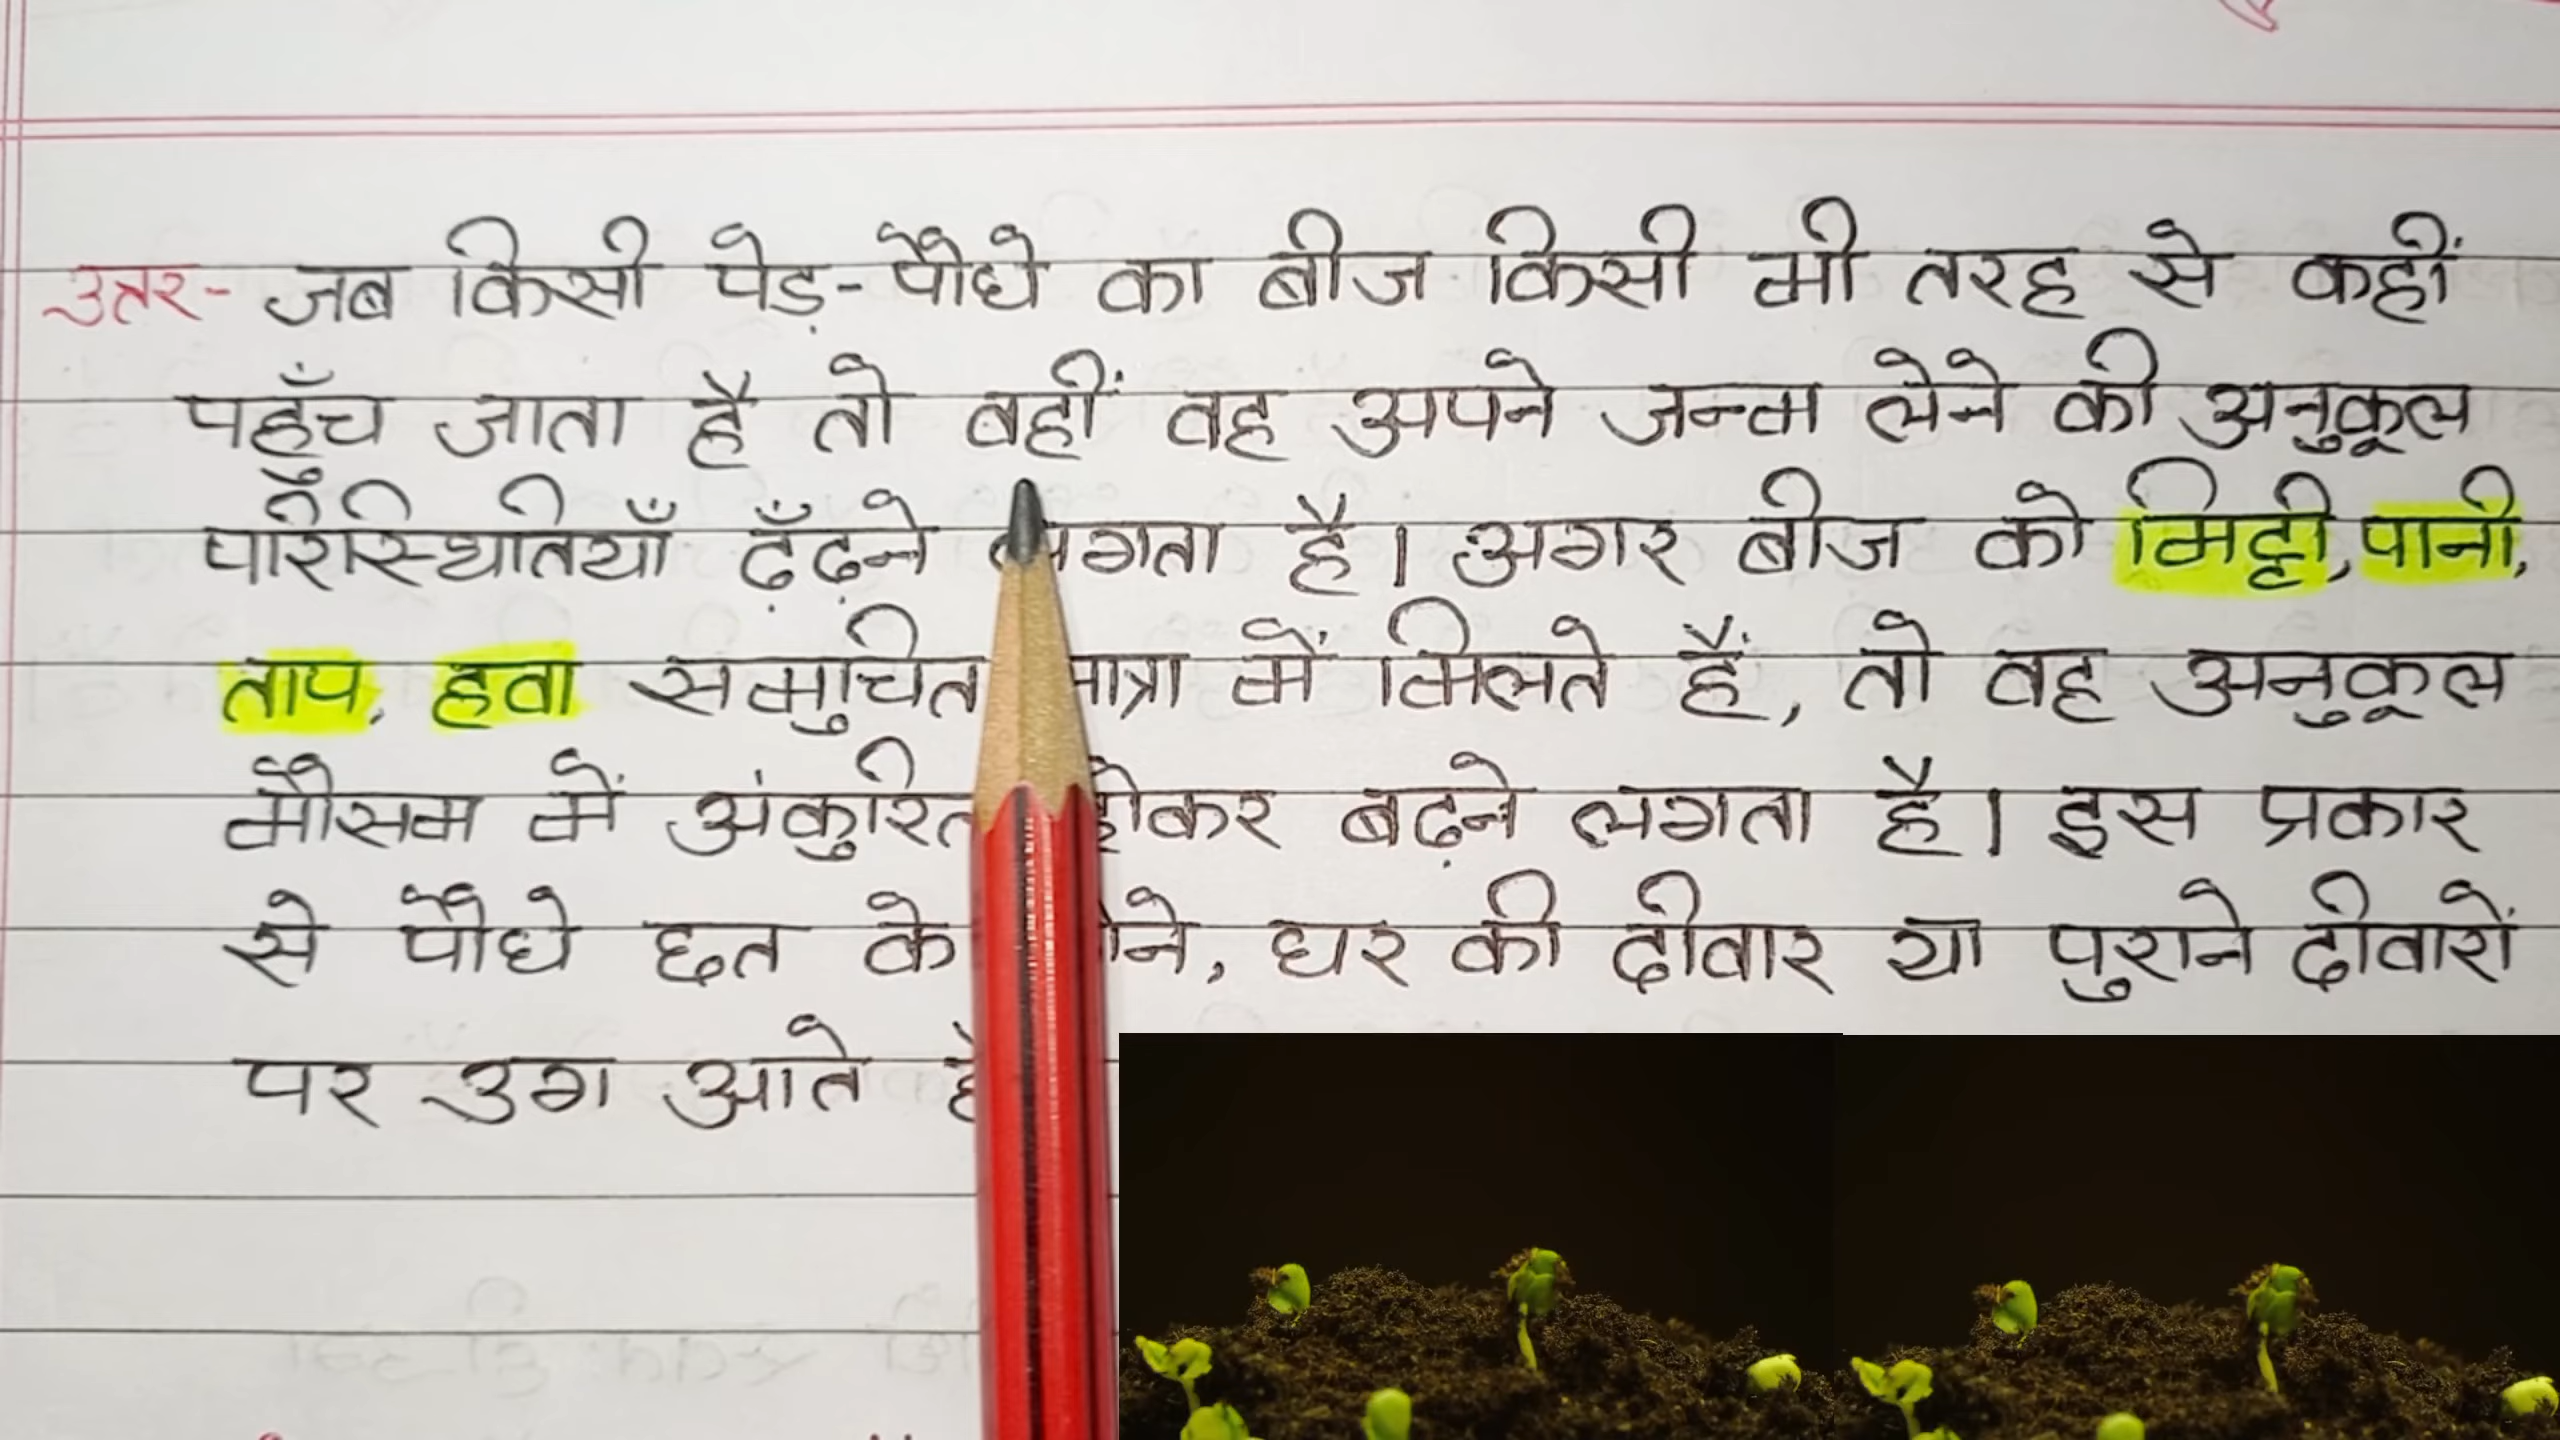 उत्तर- जब किसी पेड़-पौधे का बीज किसी भी तरह से कहीं
पहुँच जाता है तो वहीं वह अपने जन्म लेने की अनुकूल
परिस्थितियाँ ढूँढ़ने लगता है। अगर बीज को मिट्टी, पानी,
ताप, हवा समुचित मात्रा में मिलते हैं, तो वह अनुकूल
मौसम में अंकुरित होकर बढ़ने लगता है। इस प्रकार
से पौधे छत के कोने, घर की दीवार या पुराने दीवारों
पर उग आते